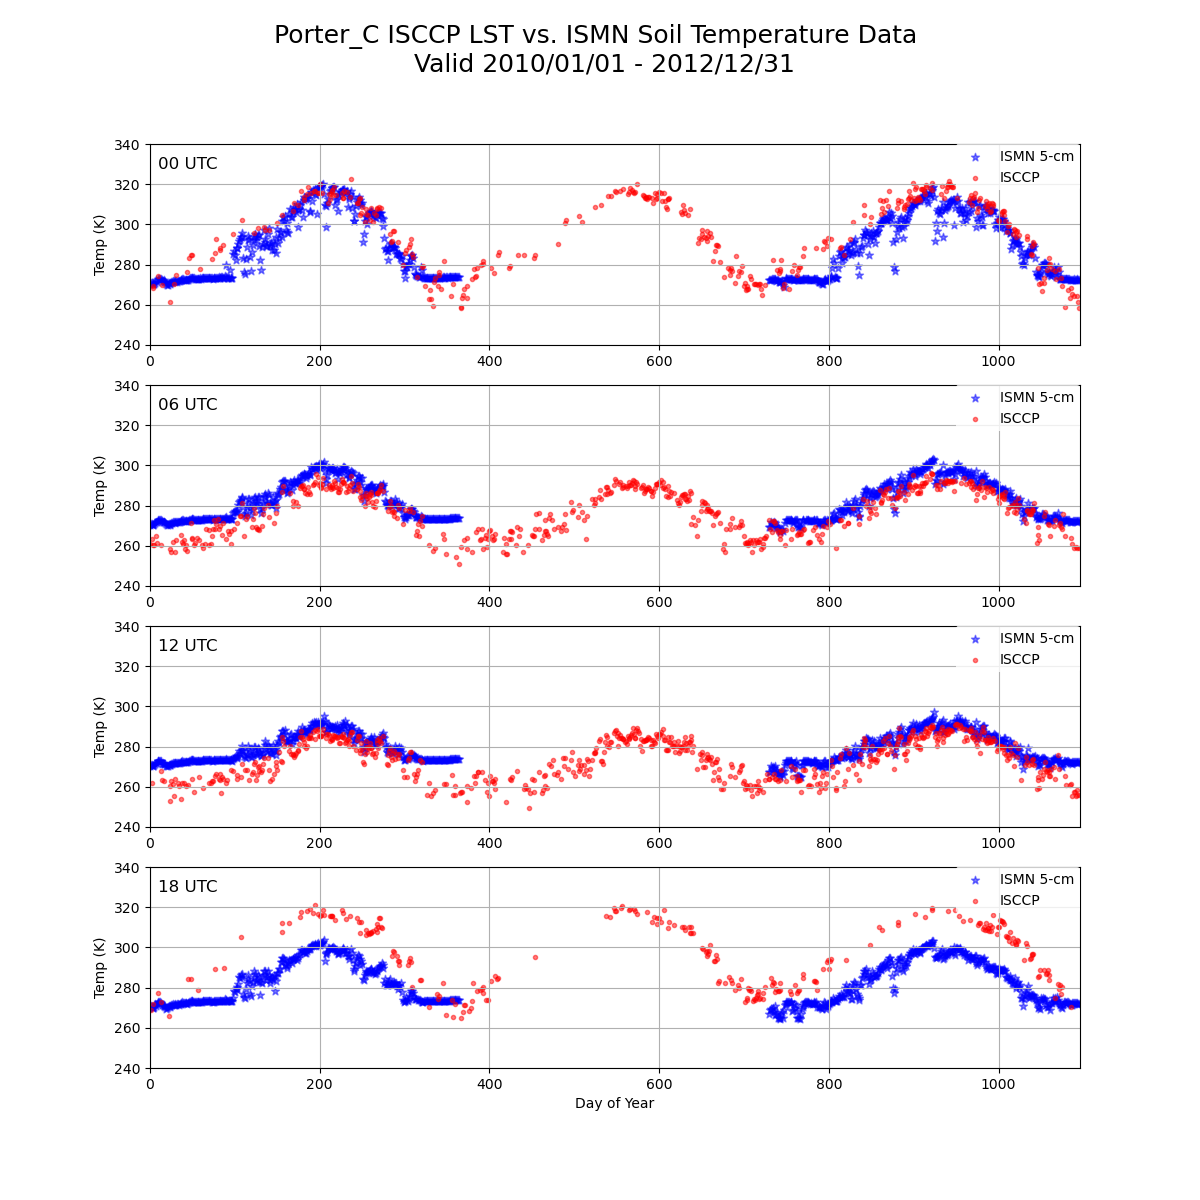 Porter_C ISCCP LST vs. ISMN Soil Temperature Data
Valid 2010/01/01 - 2012/12/31
340
320
300
280
260
240
Temp (K)
00 UTC
ISMN 5-cm
ISCCP
0 200 400 600 800 1000
340
320
300
280
260
240
Temp (K)
06 UTC
ISMN 5-cm
ISCCP
0 200 400 600 800 1000
340
320
300
280
260
240
Temp (K)
12 UTC
ISMN 5-cm
ISCCP
0 200 400 600 800 1000
340
320
300
280
260
240
Temp (K)
18 UTC
ISMN 5-cm
ISCCP
0 200 400 600 800 1000
Day of Year